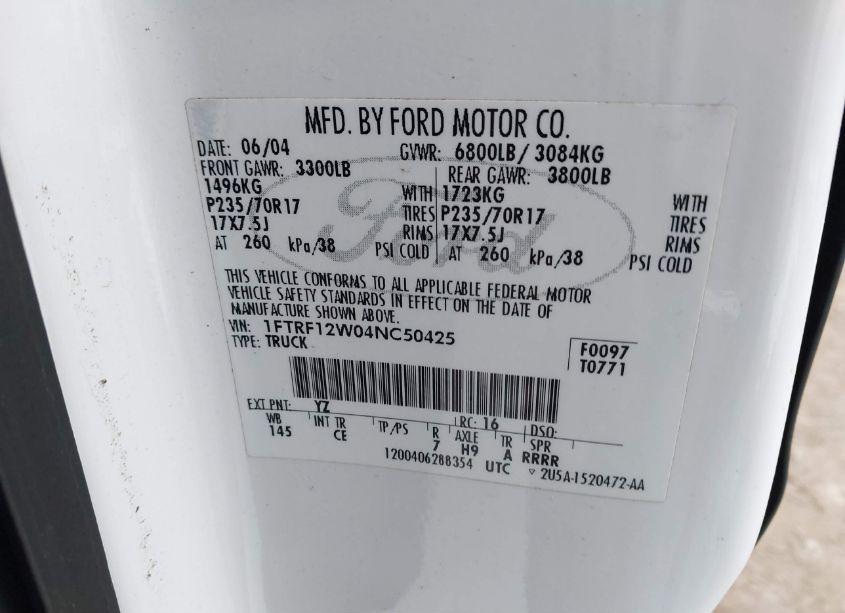 MFD. BY FORD MOTOR CO.
DATE: 06/04 GVWR: 6800LB/ 3084KG
FRONT GAWR: 3300LB REAR GAWR: 3800LB
1496KG WITH 1723KG WITH
P235/70R17 TIRES P235/70R17 TIRES
17X7.5J RIMS 17X7.5J RIMS
AT 260 kPa/38 PSI COLD AT 260 kPa/38 PSI COLD
Ford
THIS VEHICLE CONFORMS TO ALL APPLICABLE FEDERAL MOTOR
VEHICLE SAFETY STANDARDS IN EFFECT ON THE DATE OF
MANUFACTURE SHOWN ABOVE.
VIN: 1FTRF12W04NC50425
TYPE: TRUCK
F0097
T0771
EXT PNT: YZ RC: 16 DSO:
WB INT TR TP/PS R AXLE TR SPR
145 CE 7 H9 A RRRR
1200406288354 UTC ▽ 2U5A-1520472-AA